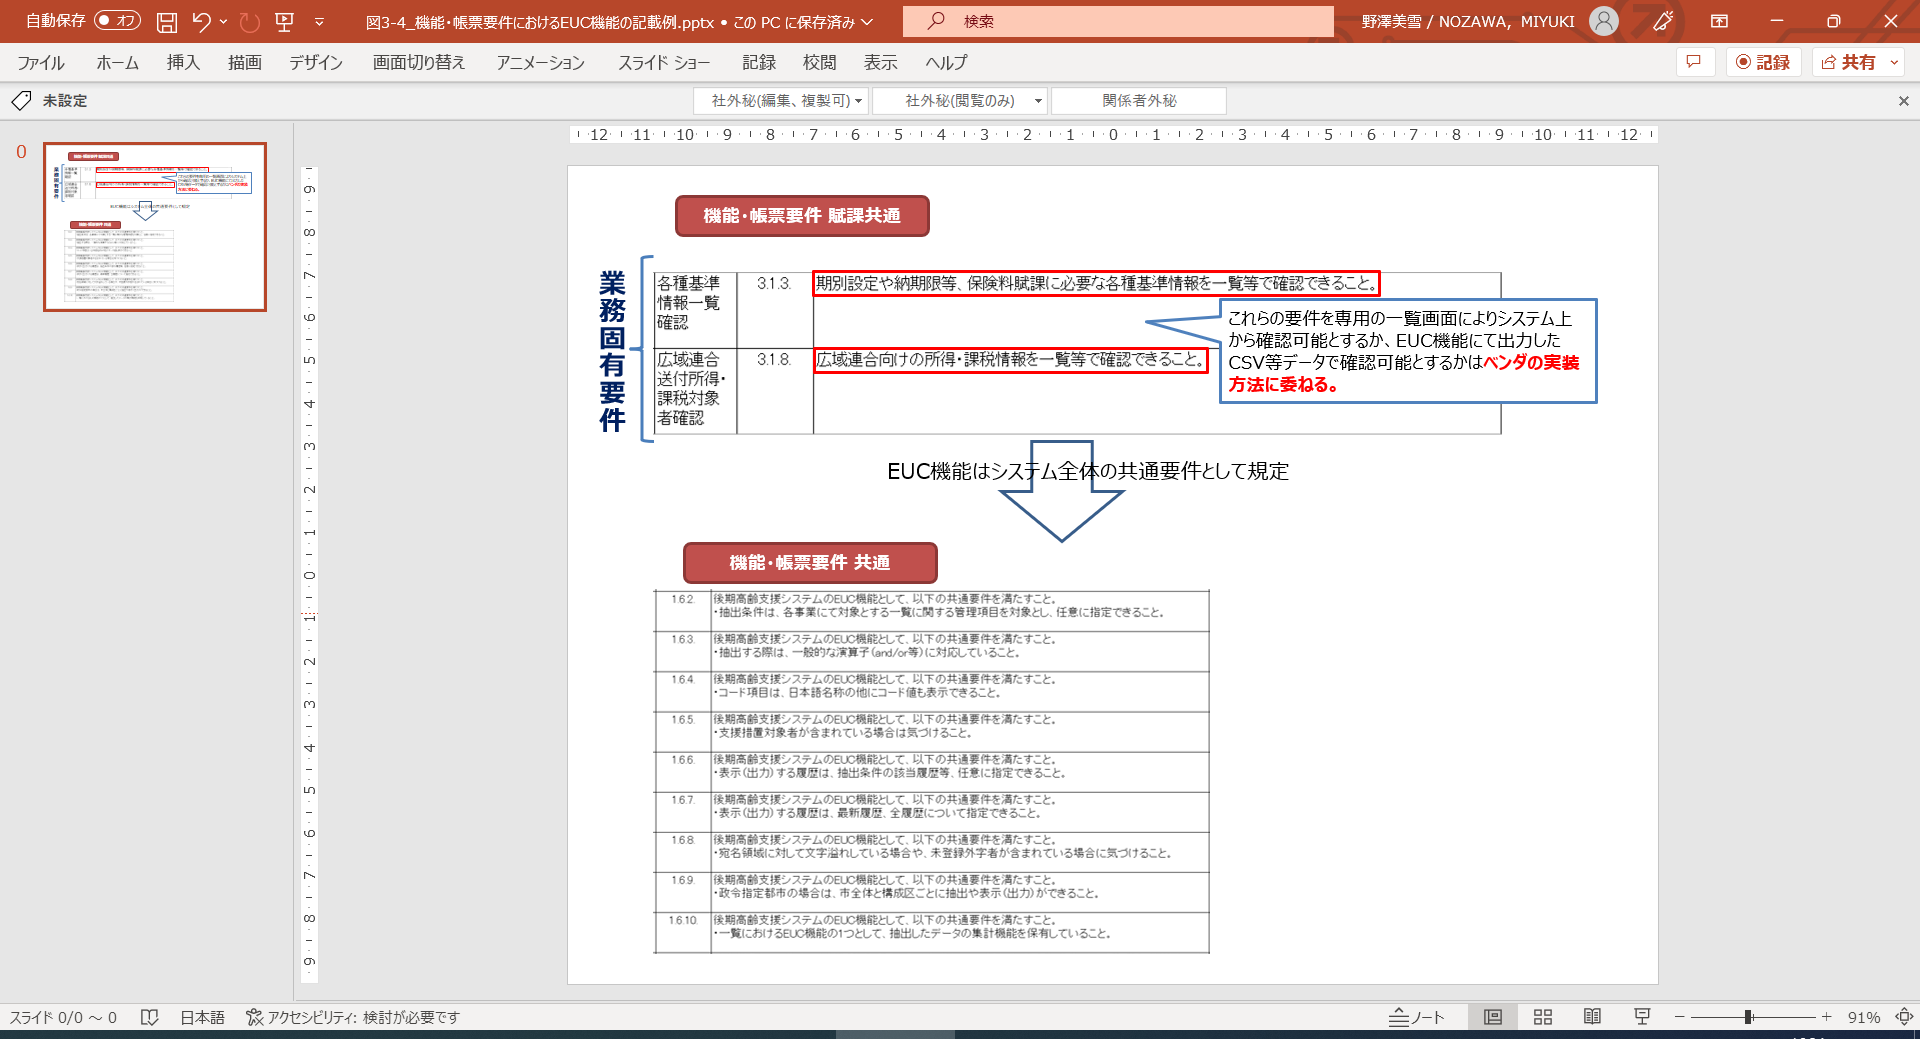 自動保存 オフ 図3-4_機能・帳票要件におけるEUC機能の記載例.pptx • この PC に保存済み 検索 野澤美雪 / NOZAWA, MIYUKI
ファイル ホーム 挿入 描画 デザイン 画面切り替え アニメーション スライド ショー 記録 校閲 表示 ヘルプ 記録 共有
未設定 社外秘(編集、複製可) 社外秘(閲覧のみ) 関係者外秘
12 11 10 9 8 7 6 5 4 3 2 1 0 1 2 3 4 5 6 7 8 9 10 11 12
0
9 8 7 6 5 4 3 2 1 0 1 2 3 4 5 6 7 8 9
機能・帳票要件 賦課共通
業務固有要件
各種基準
情報一覧
確認
3.1.3.
期別設定や納期限等、保険料賦課に必要な各種基準情報を一覧等で確認できること。
広域連合
送付所得・
課税対象
者確認
3.1.8.
広域連合向けの所得・課税情報を一覧等で確認できること。
これらの要件を専用の一覧画面によりシステム上
から確認可能とするか、EUC機能にて出力した
CSV等データで確認可能とするかはベンダの実装
方法に委ねる。
EUC機能はシステム全体の共通要件として規定
機能・帳票要件 共通
1.6.2. 後期高齢支援システムのEUC機能として、以下の共通要件を満たすこと。
・抽出条件は、各事業にて対象とする一覧に関する管理項目を対象とし、任意に指定できること。
1.6.3. 後期高齢支援システムのEUC機能として、以下の共通要件を満たすこと。
・抽出する際は、一般的な演算子（and/or等）に対応していること。
1.6.4. 後期高齢支援システムのEUC機能として、以下の共通要件を満たすこと。
・コード項目は、日本語名称の他にコード値も表示できること。
1.6.5. 後期高齢支援システムのEUC機能として、以下の共通要件を満たすこと。
・支援措置対象者が含まれている場合は気づけること。
1.6.6. 後期高齢支援システムのEUC機能として、以下の共通要件を満たすこと。
・表示（出力）する履歴は、抽出条件の該当履歴等、任意に指定できること。
1.6.7. 後期高齢支援システムのEUC機能として、以下の共通要件を満たすこと。
・表示（出力）する履歴は、最新履歴、全履歴について指定できること。
1.6.8. 後期高齢支援システムのEUC機能として、以下の共通要件を満たすこと。
・宛名領域に対して文字溢れしている場合や、未登録外字者が含まれている場合に気づけること。
1.6.9. 後期高齢支援システムのEUC機能として、以下の共通要件を満たすこと。
・政令指定都市の場合は、市全体と構成区ごとに抽出や表示（出力）ができること。
1.6.10. 後期高齢支援システムのEUC機能として、以下の共通要件を満たすこと。
・一覧におけるEUC機能の1つとして、抽出したデータの集計機能を保有していること。
スライド 0/0 ～ 0 日本語 アクセシビリティ: 検討が必要です ノート 91%